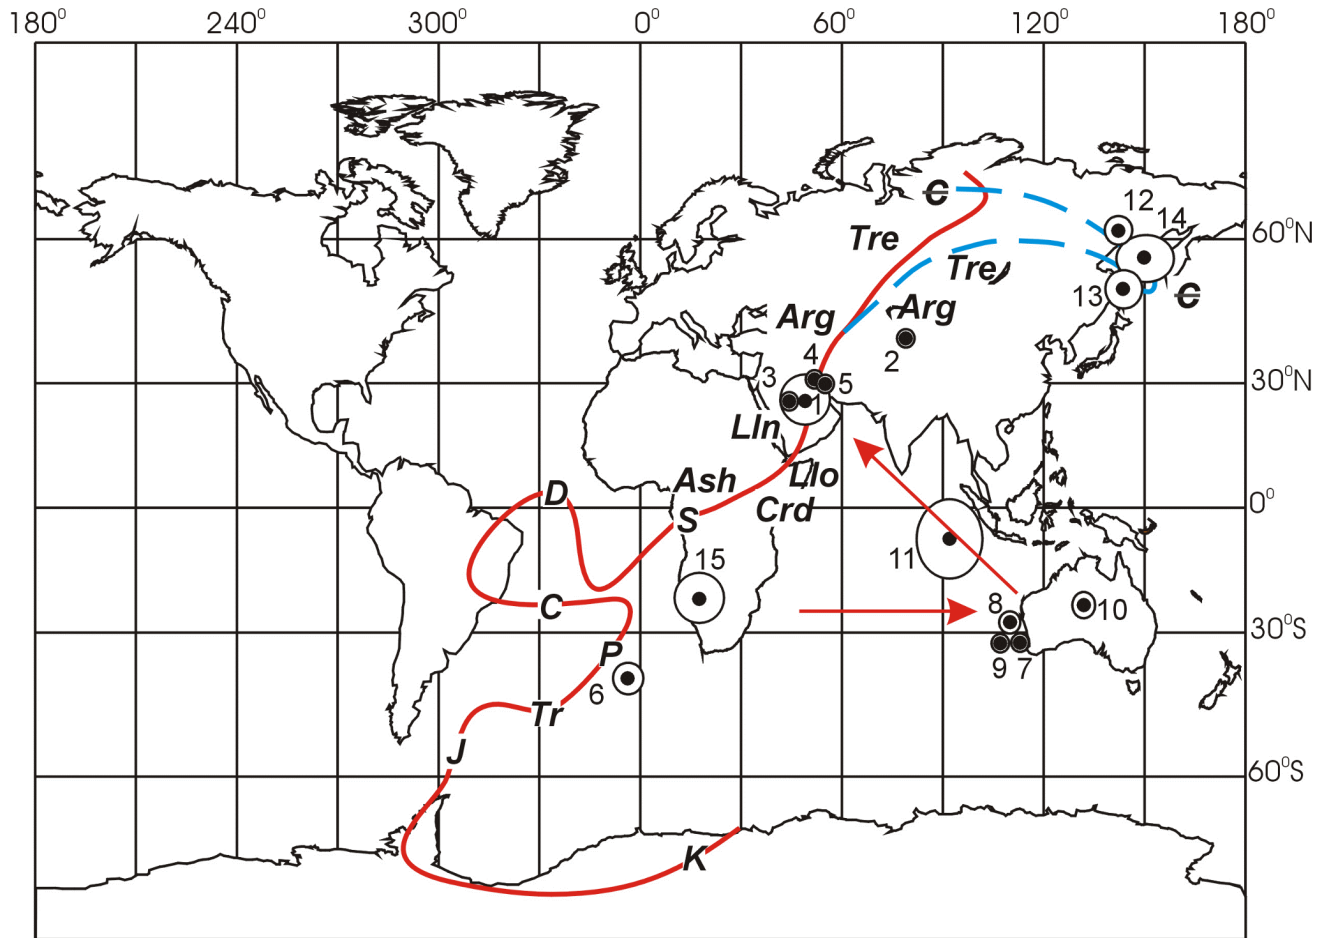 180⁰ 240⁰ 300⁰ 0⁰ 60⁰ 120⁰ 180⁰
Ꞓ
12
14
60⁰N
Tre
Tre
13
Ꞓ
Arg
Arg
4
2
3
5
30⁰N
1
Lln
Llo
Ash
D
Crd
S
0⁰
15
11
8
10
C
30⁰S
P
9
7
6
Tr
J
60⁰S
K